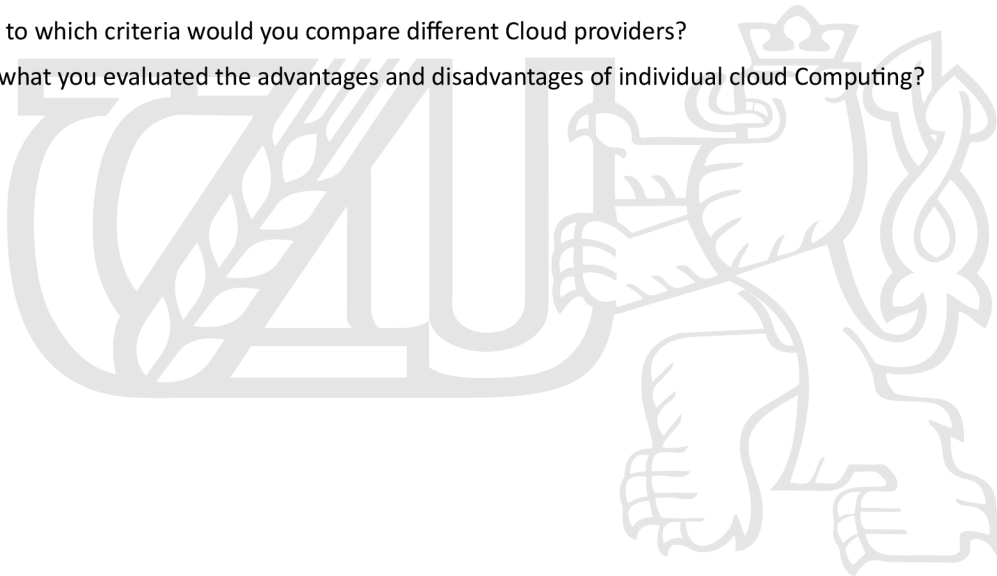 to which criteria would you compare different Cloud providers?
what you evaluated the advantages and disadvantages of individual cloud Computing?
CZU